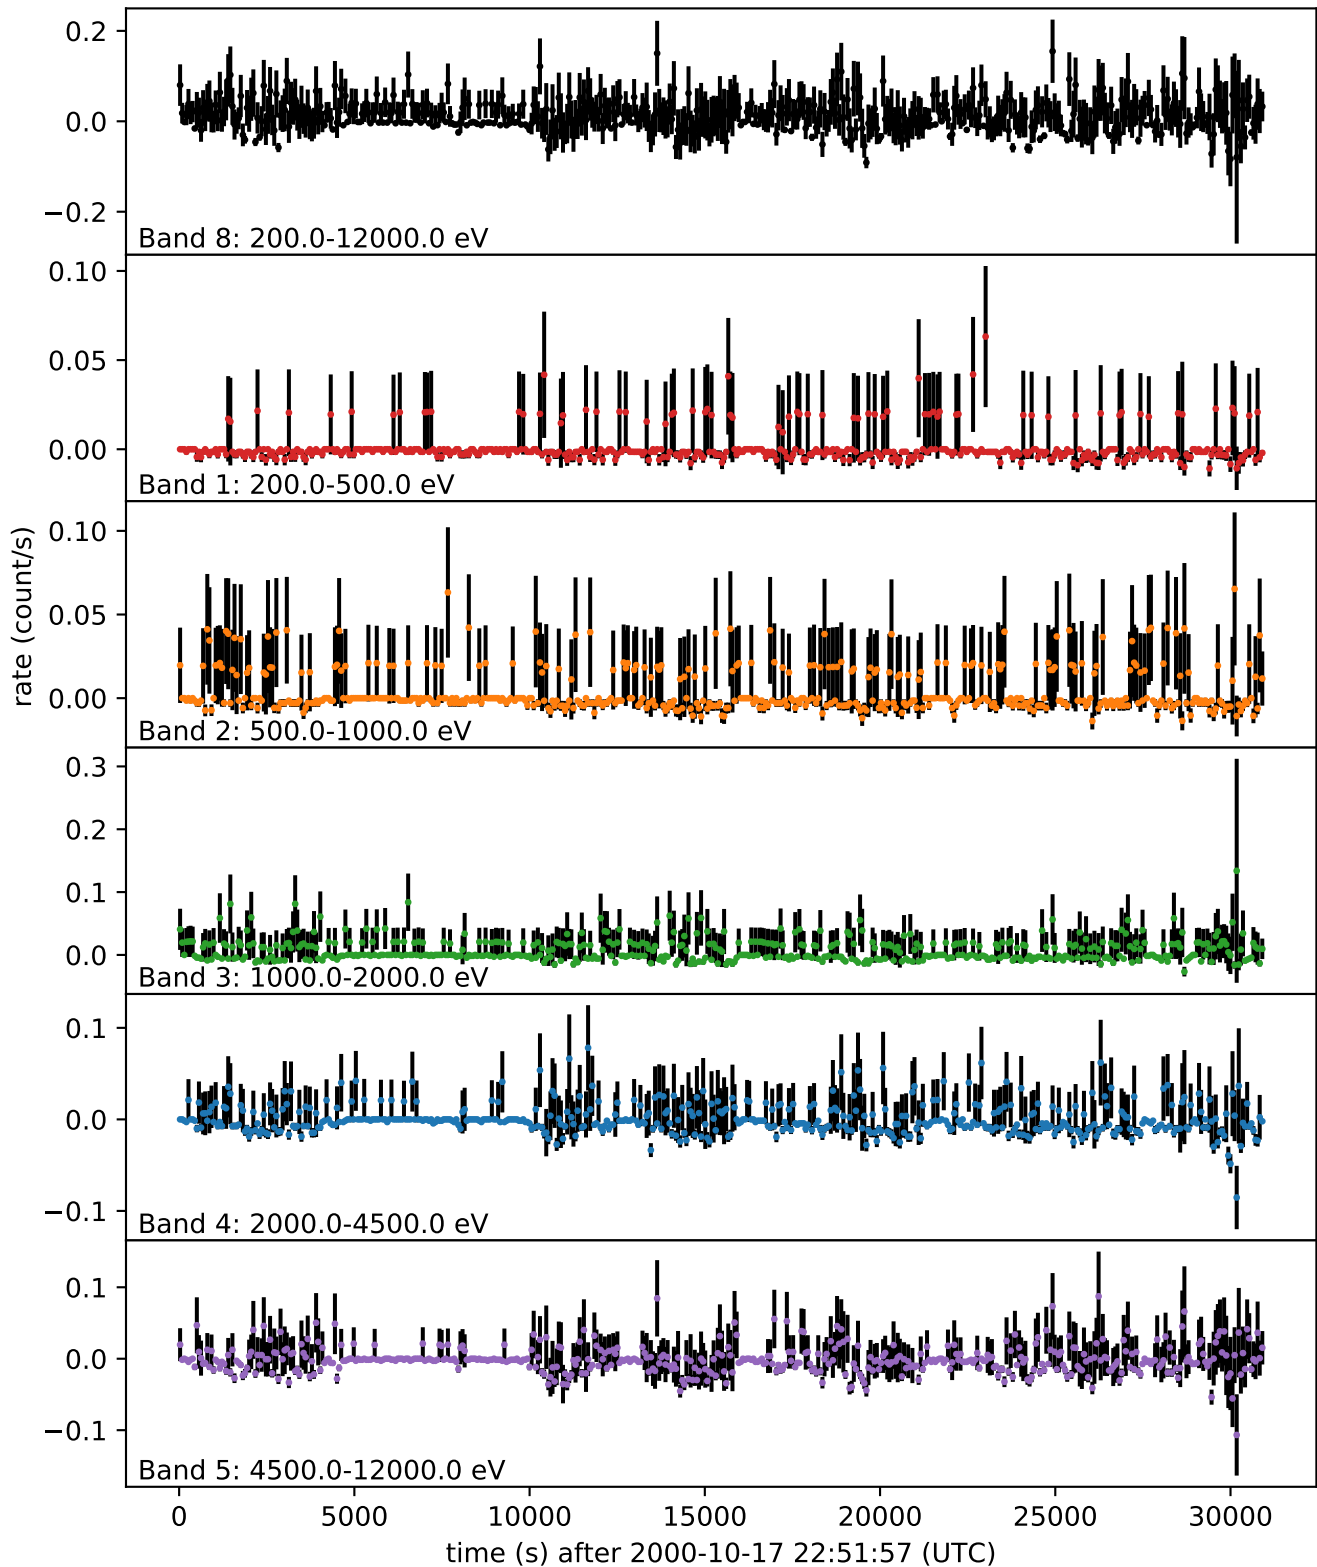 0.2
0.0
−0.2
Band 8: 200.0-12000.0 eV
0.10
0.05
0.00
Band 1: 200.0-500.0 eV
0.10
0.05
0.00
Band 2: 500.0-1000.0 eV
rate (count/s)
0.3
0.2
0.1
0.0
Band 3: 1000.0-2000.0 eV
0.1
0.0
−0.1
Band 4: 2000.0-4500.0 eV
0.1
0.0
−0.1
Band 5: 4500.0-12000.0 eV
0 5000 10000 15000 20000 25000 30000
time (s) after 2000-10-17 22:51:57 (UTC)